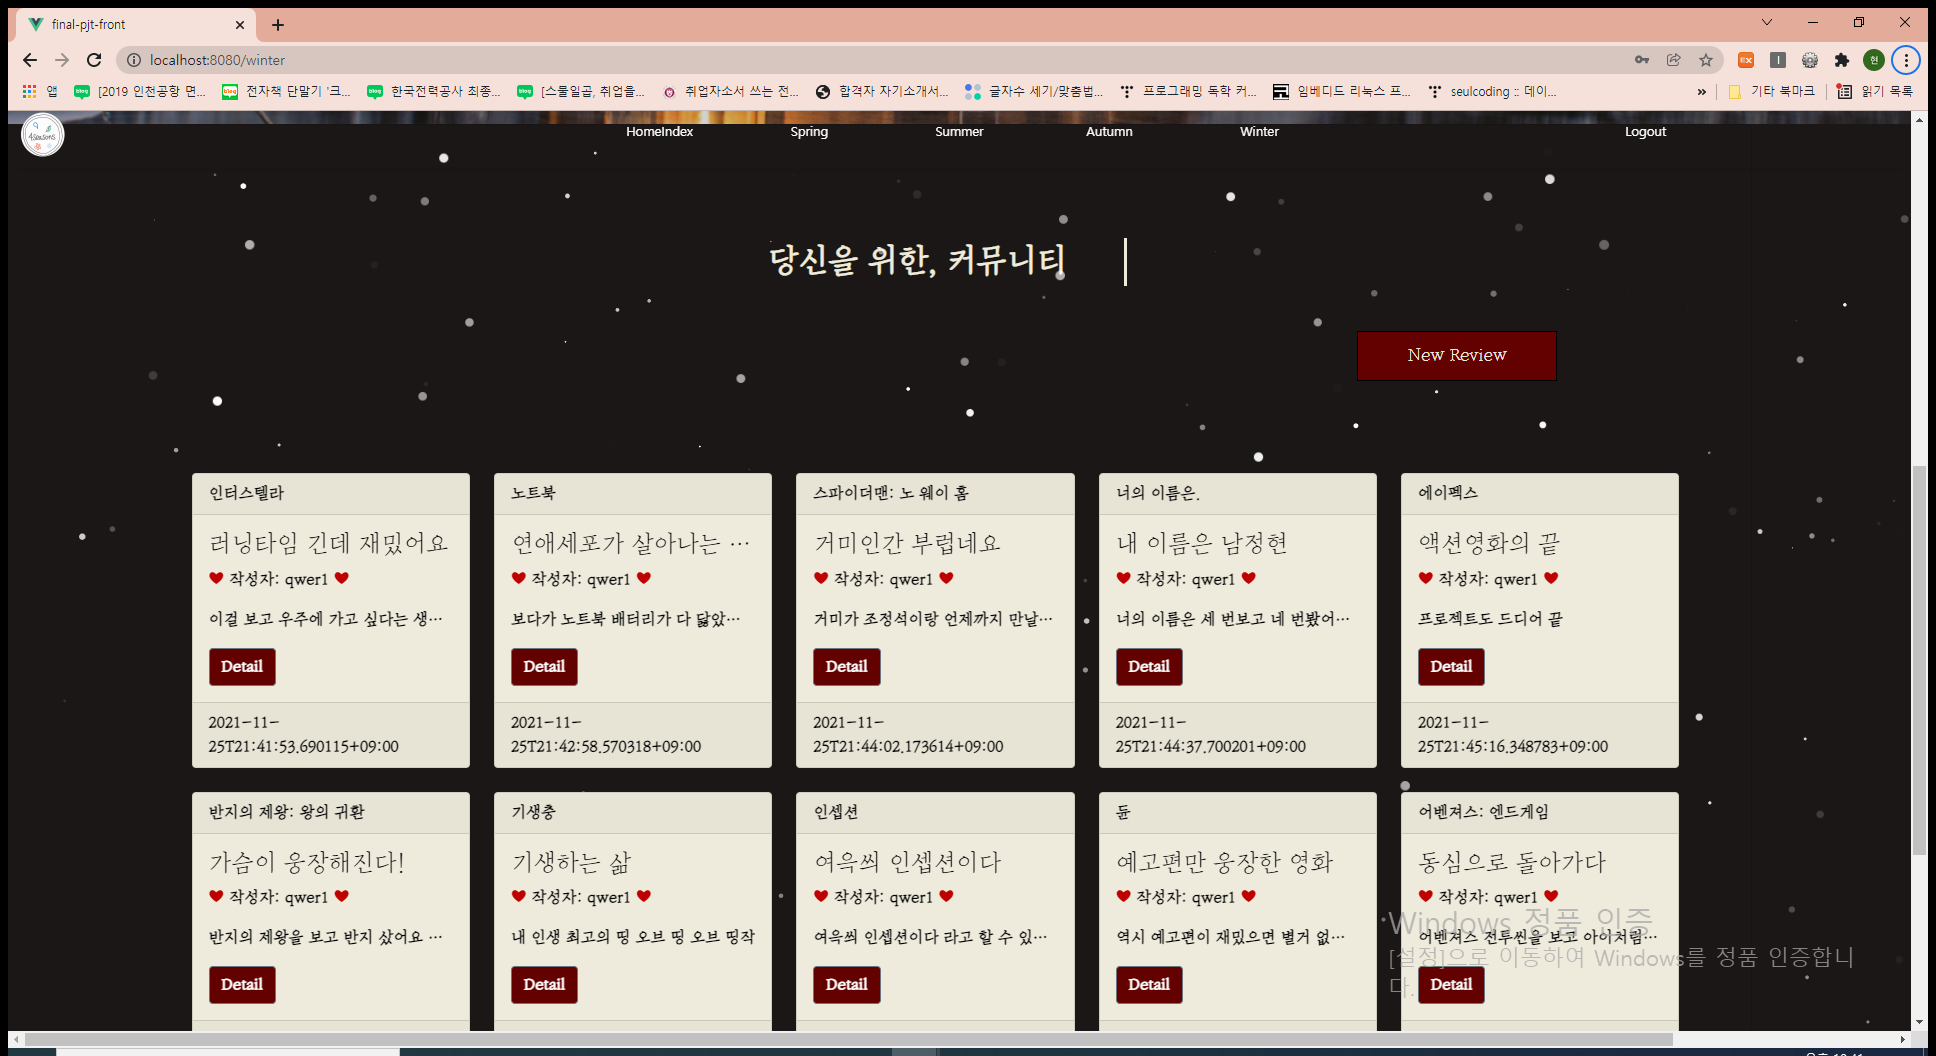 final-pjt-front
localhost:8080/winter
앱
[2019 인천공항 면...
전자책 단말기 '크...
한국전력공사 최종...
[스물일곱, 취업을...
취업자소서 쓰는 전...
합격자 자기소개서...
글자수 세기/맞춤법...
프로그래밍 독학 커...
임베디드 리눅스 프...
seulcoding :: 데이...
»
기타 북마크
읽기 목록
4seasons
HomeIndex
Spring
Summer
Autumn
Winter
Logout
당신을 위한, 커뮤니티
New Review
인터스텔라
러닝타임 긴데 재밌어요
작성자: qwer1
이걸 보고 우주에 가고 싶다는 생...
Detail
2021-11-
25T21:41:53.690115+09:00
노트북
연애세포가 살아나는 ...
작성자: qwer1
보다가 노트북 배터리가 다 닳았...
Detail
2021-11-
25T21:42:58.570318+09:00
스파이더맨: 노 웨이 홈
거미인간 부럽네요
작성자: qwer1
거미가 조정석이랑 언제까지 만날...
Detail
2021-11-
25T21:44:02.173614+09:00
너의 이름은.
내 이름은 남정현
작성자: qwer1
너의 이름은 세 번보고 네 번봤어...
Detail
2021-11-
25T21:44:37.700201+09:00
에이펙스
액션영화의 끝
작성자: qwer1
프로젝트도 드디어 끝
Detail
2021-11-
25T21:45:16.348783+09:00
반지의 제왕: 왕의 귀환
가슴이 웅장해진다!
작성자: qwer1
반지의 제왕을 보고 반지 샀어요 ...
Detail
기생충
기생하는 삶
작성자: qwer1
내 인생 최고의 띵 오브 띵 오브 띵작
Detail
인셉션
여윽씌 인셉션이다
작성자: qwer1
여윽씌 인셉션이다 라고 할 수 있...
Detail
듄
예고편만 웅장한 영화
작성자: qwer1
역시 예고편이 재밌으면 별거 없...
Detail
어벤져스: 엔드게임
동심으로 돌아가다
작성자: qwer1
어벤져스 전투씬을 보고 아이처럼...
Detail
Windows 정품 인증
[설정]으로 이동하여 Windows를 정품 인증합니
다.